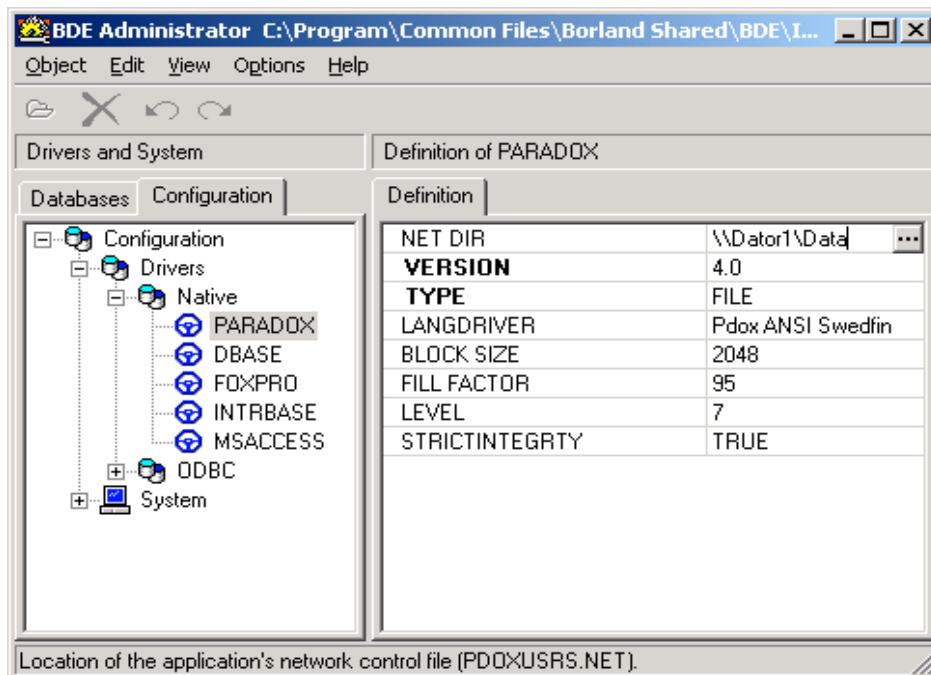 BDE Administrator C:\Program\Common Files\Borland Shared\BDE\I...
Object Edit View Options Help
Drivers and System
Definition of PARADOX
Databases Configuration
Definition
Configuration
Drivers
Native
PARADOX
DBASE
FOXPRO
INTRBASE
MSACCESS
ODBC
System
NET DIR \\Dator1\Data ...
VERSION 4.0
TYPE FILE
LANGDRIVER Pdox ANSI Swedfin
BLOCK SIZE 2048
FILL FACTOR 95
LEVEL 7
STRICTINTEGRTY TRUE
Location of the application's network control file (PDOXUSRS.NET).